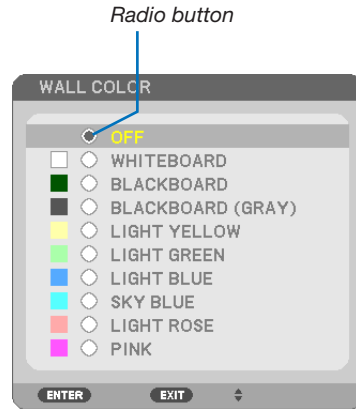 Radio button
WALL COLOR
OFF
WHITEBOARD
BLACKBOARD
BLACKBOARD (GRAY)
LIGHT YELLOW
LIGHT GREEN
LIGHT BLUE
SKY BLUE
LIGHT ROSE
PINK
ENTER EXIT